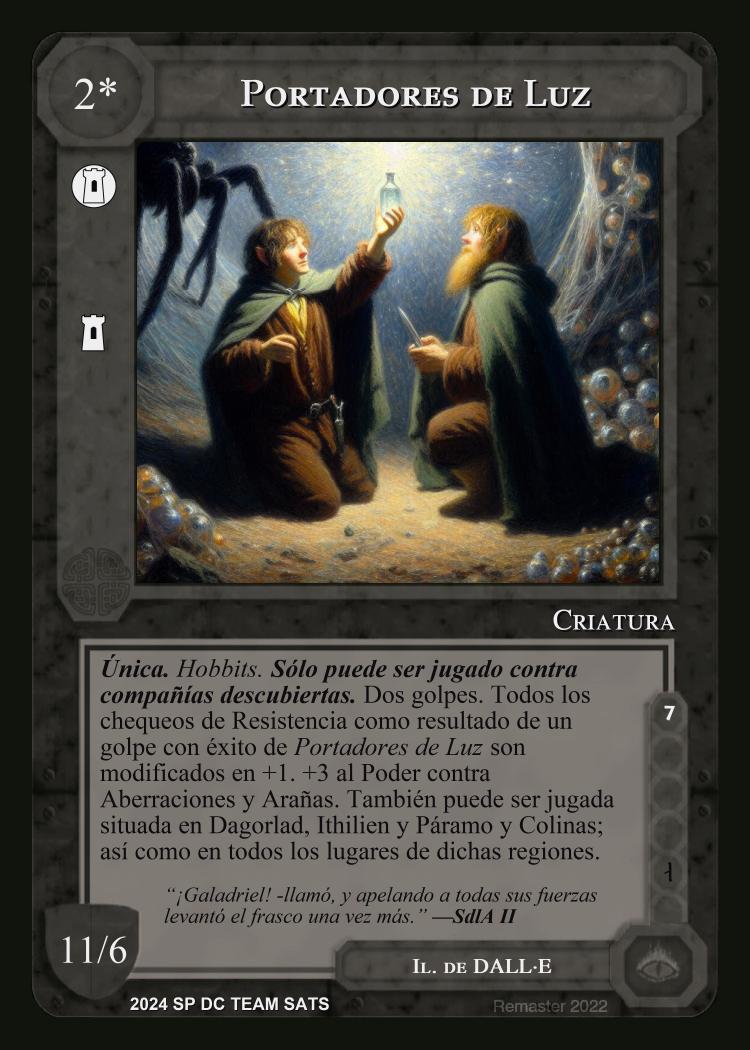 2*
Portadores de Luz
Criatura
Única. Hobbits. Sólo puede ser jugado contra
compañías descubiertas. Dos golpes. Todos los
chequeos de Resistencia como resultado de un
golpe con éxito de Portadores de Luz son
modificados en +1. +3 al Poder contra
Aberraciones y Arañas. También puede ser jugada
situada en Dagorlad, Ithilien y Páramo y Colinas;
así como en todos los lugares de dichas regiones.
7
“¡Galadriel! -llamó, y apelando a todas sus fuerzas
levantó el frasco una vez más.” —SdlA II
11/6
Il. de DALL·E
2024 SP DC TEAM SATS
Remaster 2022